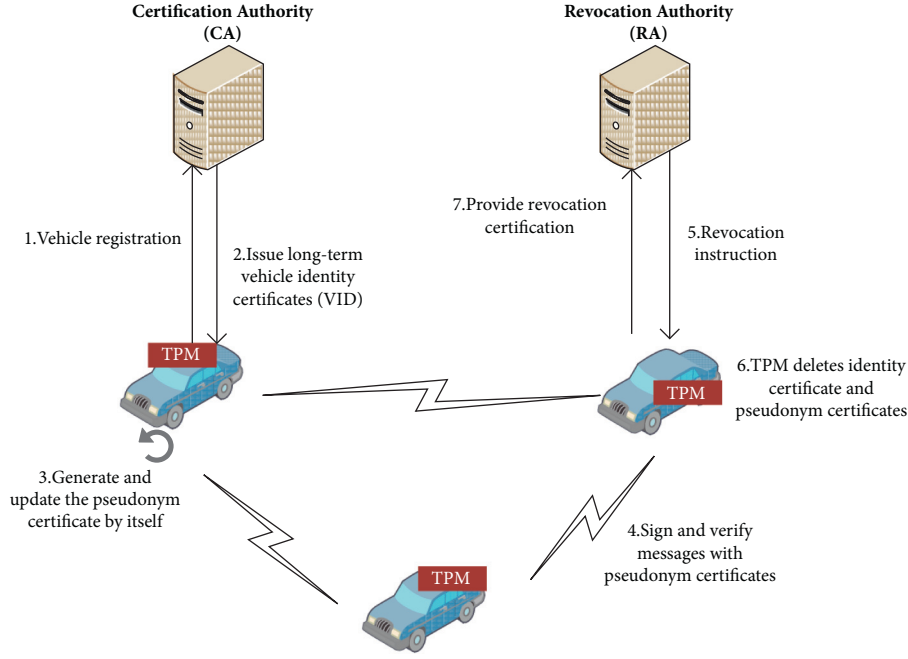 Certification Authority
(CA)
Revocation Authority
(RA)
1.Vehicle registration
2.Issue long-term
vehicle identity
certificates (VID)
7.Provide revocation
certification
5.Revocation
instruction
TPM
TPM
6.TPM deletes identity
certificate and
pseudonym certificates
3.Generate and
update the pseudonym
certificate by itself
4.Sign and verify
messages with
pseudonym certificates
TPM